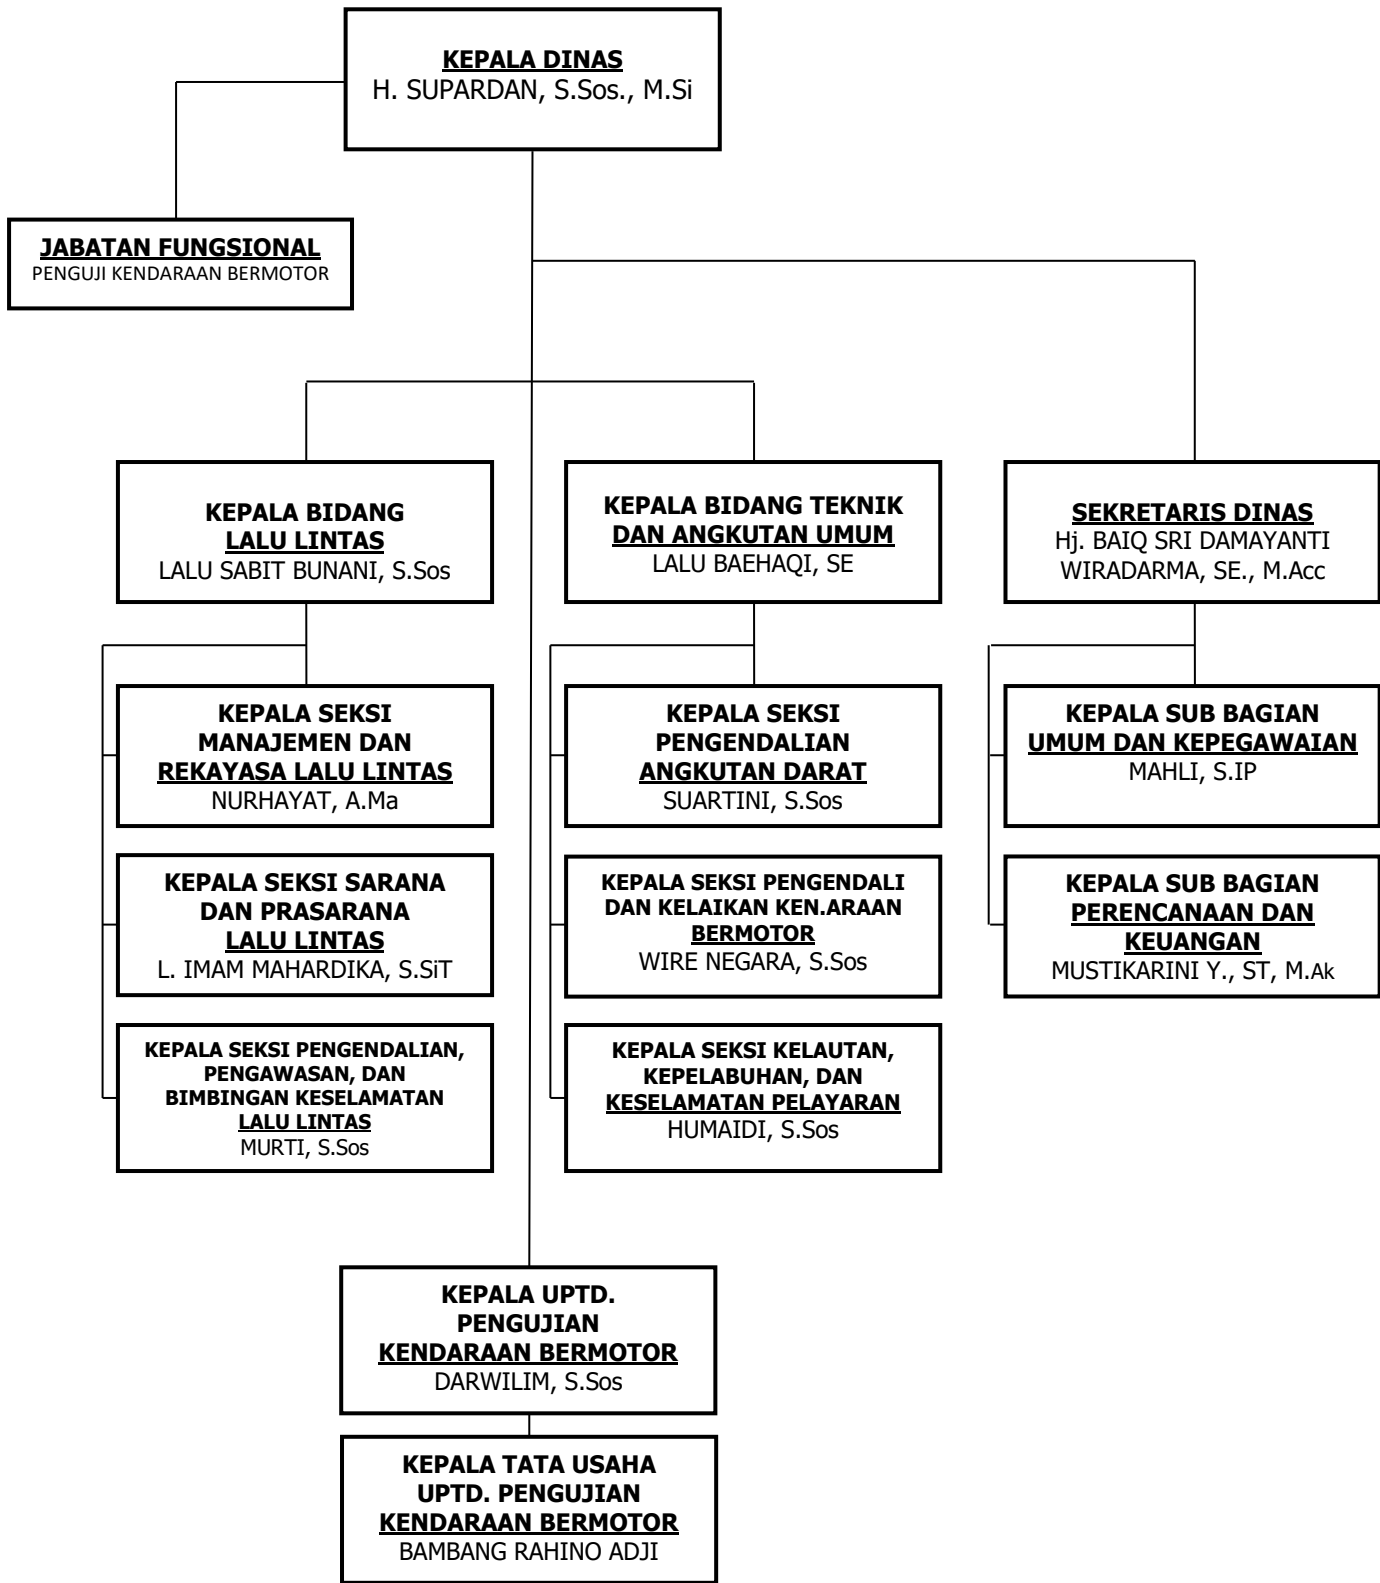 KEPALA DINAS
H. SUPARDAN, S.Sos., M.Si
JABATAN FUNGSIONAL
PENGUJI KENDARAAN BERMOTOR
KEPALA BIDANG
LALU LINTAS
LALU SABIT BUNANI, S.Sos
KEPALA BIDANG TEKNIK
DAN ANGKUTAN UMUM
LALU BAEHAQI, SE
SEKRETARIS DINAS
Hj. BAIQ SRI DAMAYANTI
WIRADARMA, SE., M.Acc
KEPALA SEKSI
MANAJEMEN DAN
REKAYASA LALU LINTAS
NURHAYAT, A.Ma
KEPALA SEKSI
PENGENDALIAN
ANGKUTAN DARAT
SUARTINI, S.Sos
KEPALA SUB BAGIAN
UMUM DAN KEPEGAWAIAN
MAHLI, S.IP
KEPALA SEKSI SARANA
DAN PRASARANA
LALU LINTAS
L. IMAM MAHARDIKA, S.SiT
KEPALA SEKSI PENGENDALI
DAN KELAIKAN KEN.ARAAN
BERMOTOR
WIRE NEGARA, S.Sos
KEPALA SUB BAGIAN
PERENCANAAN DAN
KEUANGAN
MUSTIKARINI Y., ST, M.Ak
KEPALA SEKSI PENGENDALIAN,
PENGAWASAN, DAN
BIMBINGAN KESELAMATAN
LALU LINTAS
MURTI, S.Sos
KEPALA SEKSI KELAUTAN,
KEPELABUHAN, DAN
KESELAMATAN PELAYARAN
HUMAIDI, S.Sos
KEPALA UPTD.
PENGUJIAN
KENDARAAN BERMOTOR
DARWILIM, S.Sos
KEPALA TATA USAHA
UPTD. PENGUJIAN
KENDARAAN BERMOTOR
BAMBANG RAHINO ADJI